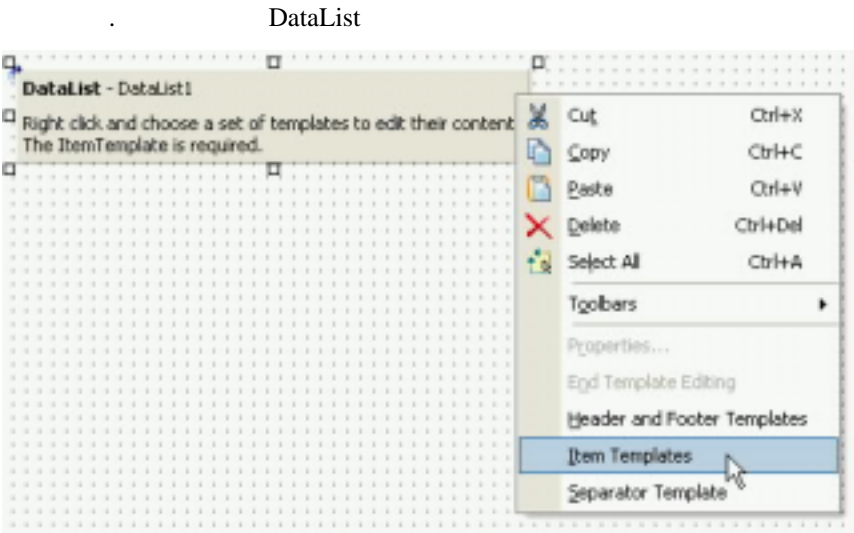 . DataList
DataList - DataList1
Right click and choose a set of templates to edit their content
The ItemTemplate is required.
Cut Ctrl+X
Copy Ctrl+C
Paste Ctrl+V
Delete Ctrl+Del
Select All Ctrl+A
Toolbars
Properties...
End Template Editing
Header and Footer Templates
Item Templates
Separator Template